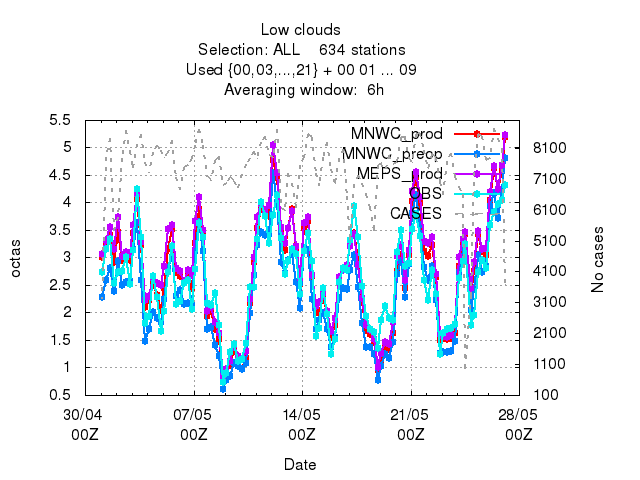 Low clouds
Selection: ALL 634 stations
Used {00,03,...,21} + 00 01 ... 09
Averaging window: 6h
5.5
5
4.5
4
3.5
3
2.5
2
1.5
1
0.5
octas
MNWC_prod
MNWC_preop
MEPS_prod
OBS
CASES
8100
7100
6100
5100
4100
3100
2100
1100
100
No cases
30/04 07/05 14/05 21/05 28/05
00Z 00Z 00Z 00Z 00Z
Date